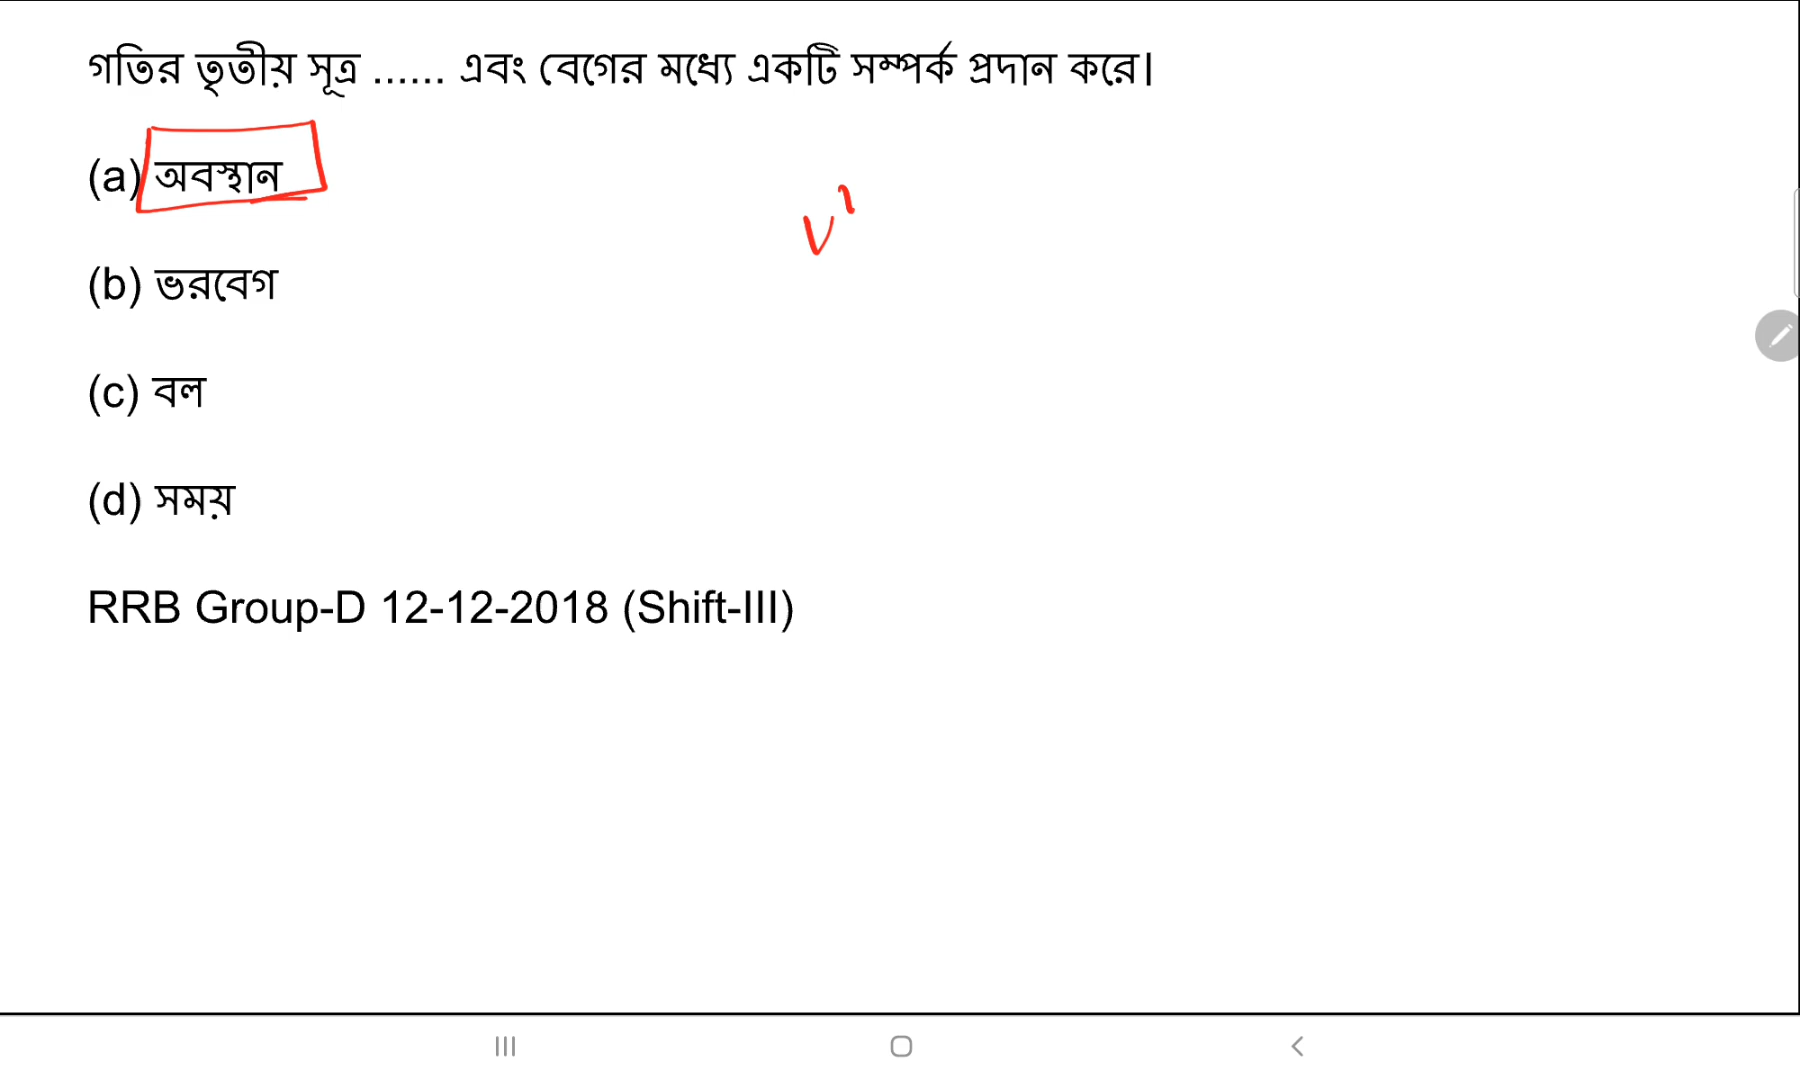 গতির তৃতীয় সূত্র ...... এবং বেগের মধ্যে একটি সম্পর্ক প্রদান করে।
(a) অবস্থান
v
(b) ভরবেগ
(c) বল
(d) সময়
RRB Group-D 12-12-2018 (Shift-III)